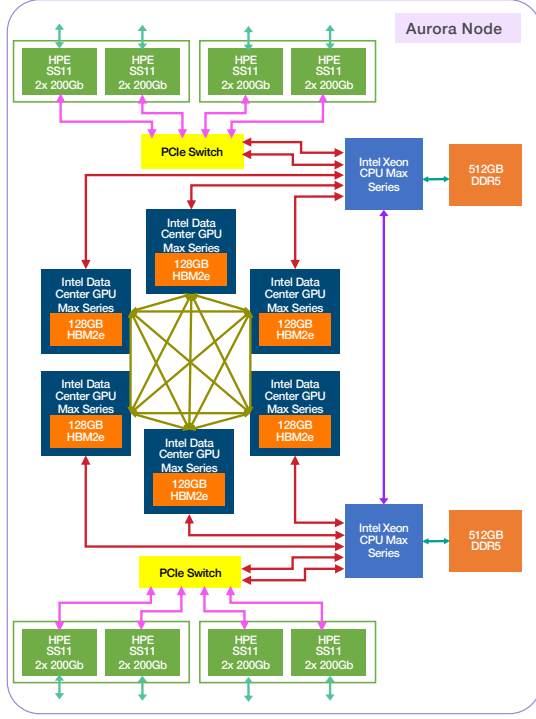 Aurora Node
HPE
SS11
2x 200Gb
HPE
SS11
2x 200Gb
HPE
SS11
2x 200Gb
HPE
SS11
2x 200Gb
PCIe Switch
Intel Xeon
CPU Max
Series
512GB
DDR5
Intel Data
Center GPU
Max Series
128GB
HBM2e
Intel Data
Center GPU
Max Series
128GB
HBM2e
Intel Data
Center GPU
Max Series
128GB
HBM2e
Intel Data
Center GPU
Max Series
128GB
HBM2e
Intel Data
Center GPU
Max Series
128GB
HBM2e
Intel Data
Center GPU
Max Series
128GB
HBM2e
Intel Xeon
CPU Max
Series
512GB
DDR5
PCIe Switch
HPE
SS11
2x 200Gb
HPE
SS11
2x 200Gb
HPE
SS11
2x 200Gb
HPE
SS11
2x 200Gb